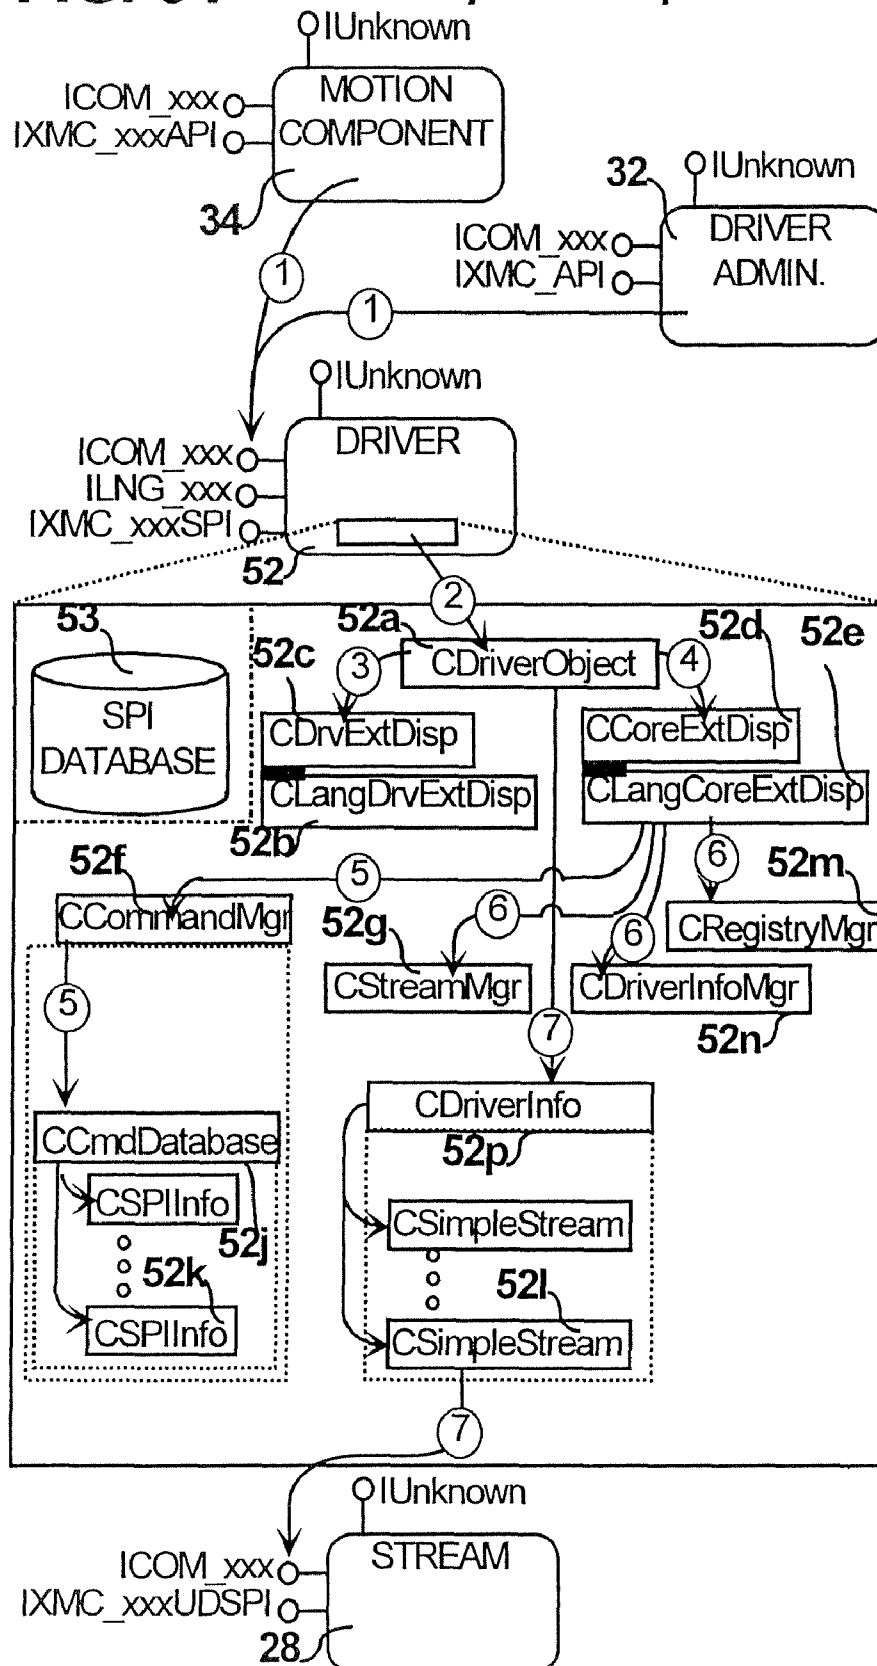 IUnknown
MOTION
COMPONENT
ICOM_xxx
IXMC_xxxAPI
34
32
IUnknown
DRIVER
ADMIN.
ICOM_xxx
IXMC_API
1
1
IUnknown
DRIVER
ICOM_xxx
ILNG_xxx
IXMC_xxxSPI
52
2
53
52a
52d
52e
52c
3
CDriverObject
4
SPI
DATABASE
CDrvExtDisp
CCoreExtDisp
CLangDrvExtDisp
CLangCoreExtDisp
52b
52f
5
6
52m
CCommandMgr
52g
6
6
CRegistryMgr
5
CStreamMgr
CDriverInfoMgr
7
52n
CDriverInfo
CCmdDatabase
52p
CSPIInfo
52j
CSimpleStream
52k
52l
CSPIInfo
CSimpleStream
7
IUnknown
STREAM
ICOM_xxx
IXMC_xxxUDSPI
28